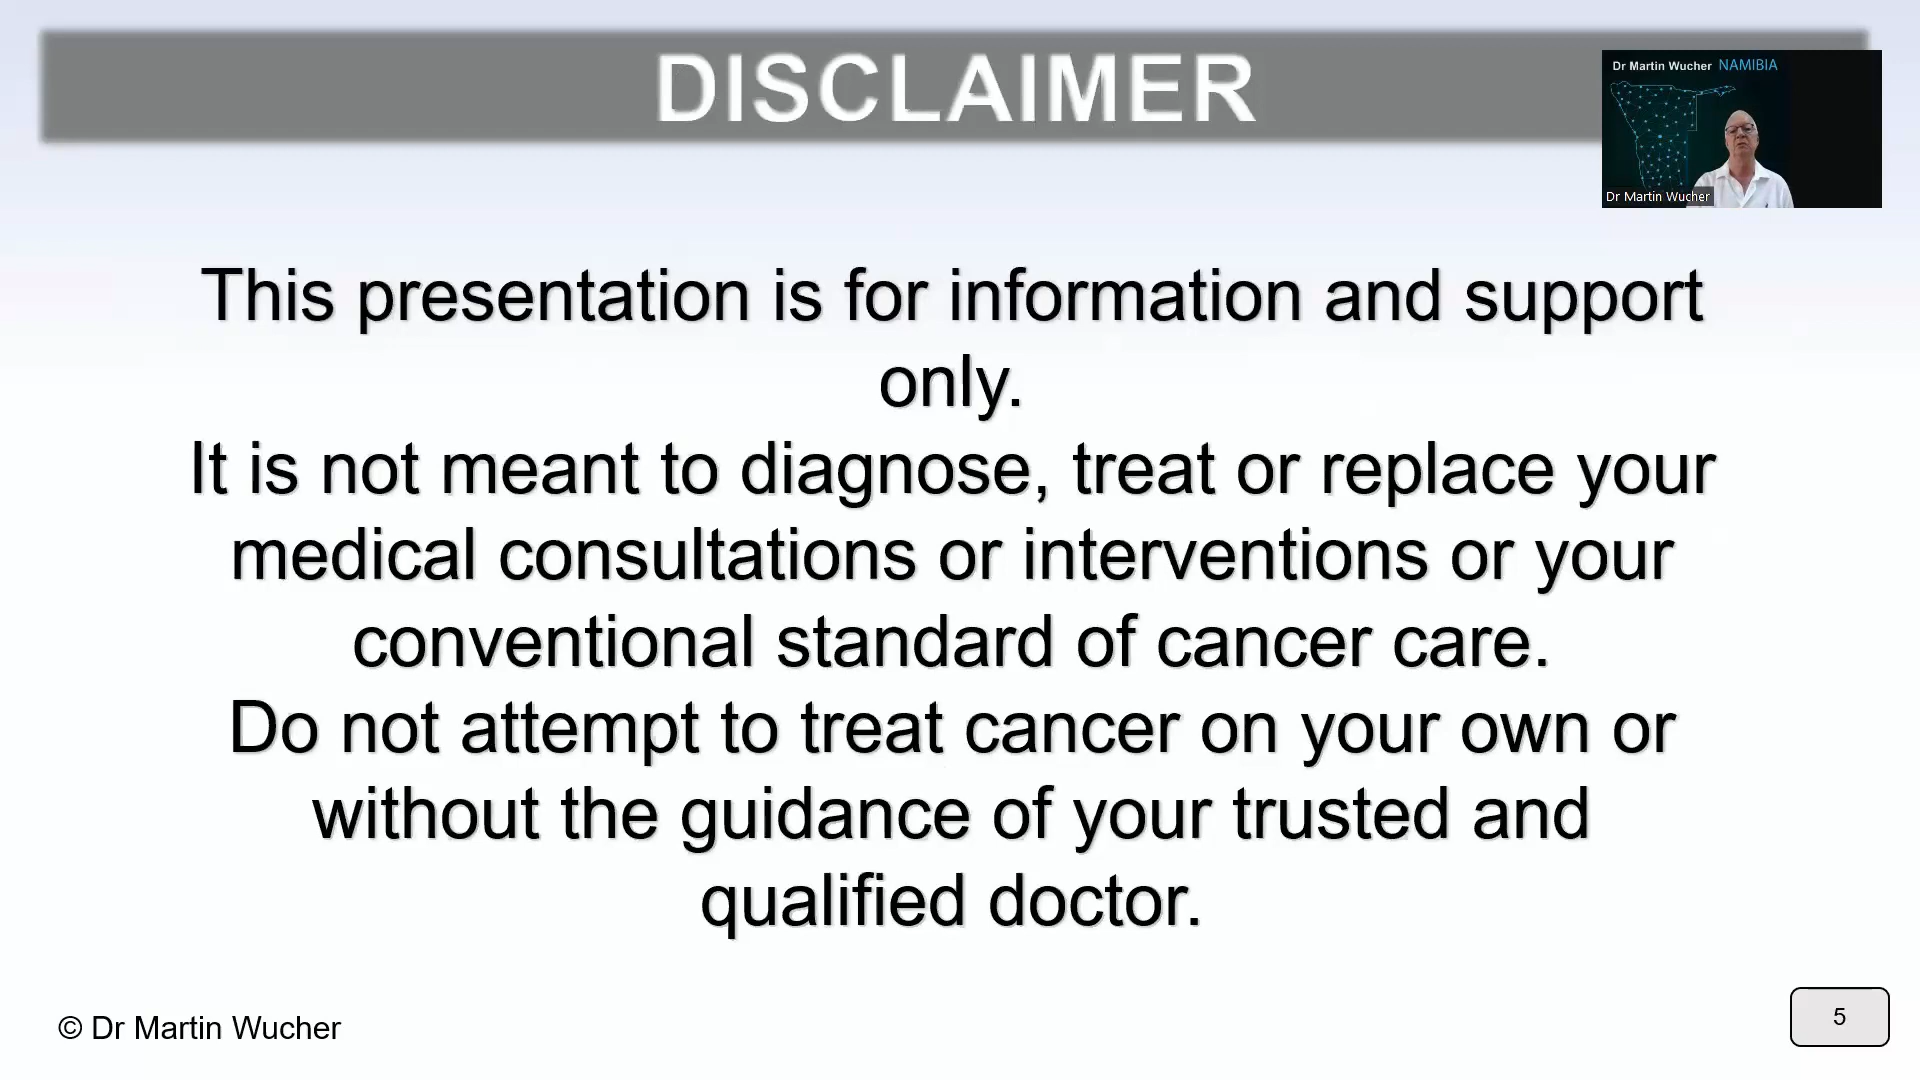 DISCLAIMER
Dr Martin Wucher NAMIBIA
Dr Martin Wucher
This presentation is for information and support
only.
It is not meant to diagnose, treat or replace your
medical consultations or interventions or your
conventional standard of cancer care.
Do not attempt to treat cancer on your own or
without the guidance of your trusted and
qualified doctor.
© Dr Martin Wucher
5